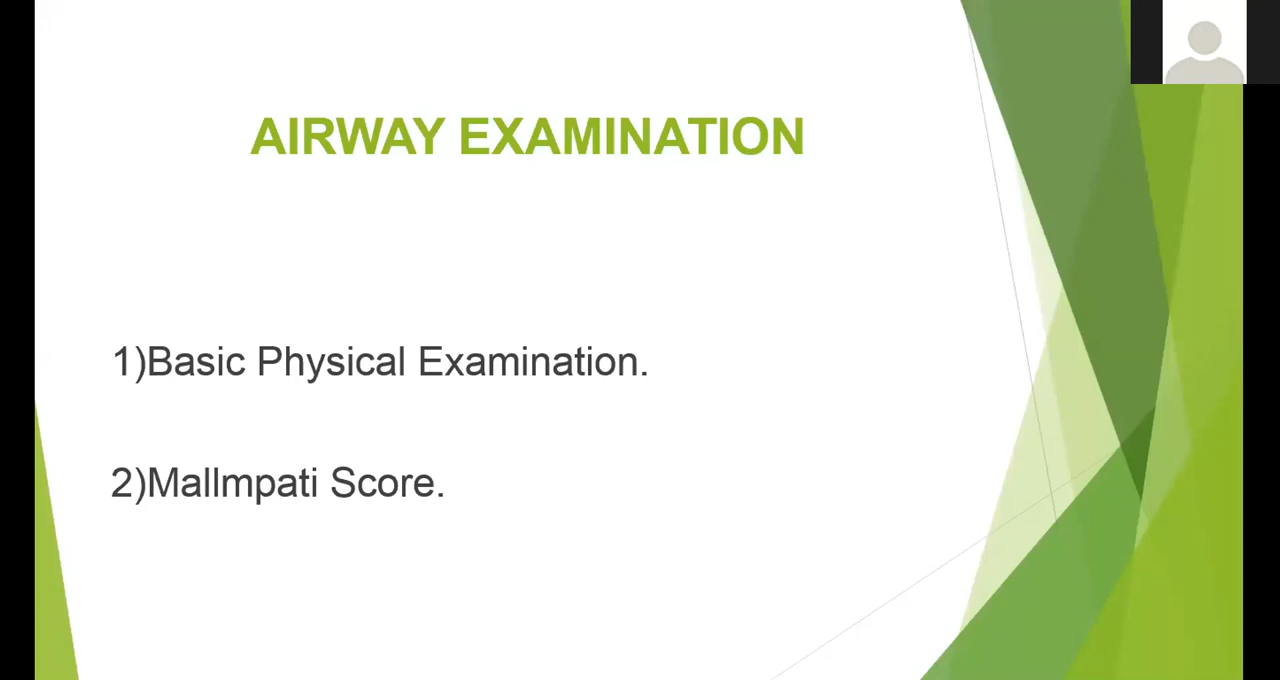 AIRWAY EXAMINATION
1)Basic Physical Examination.
2)Mallmpati Score.